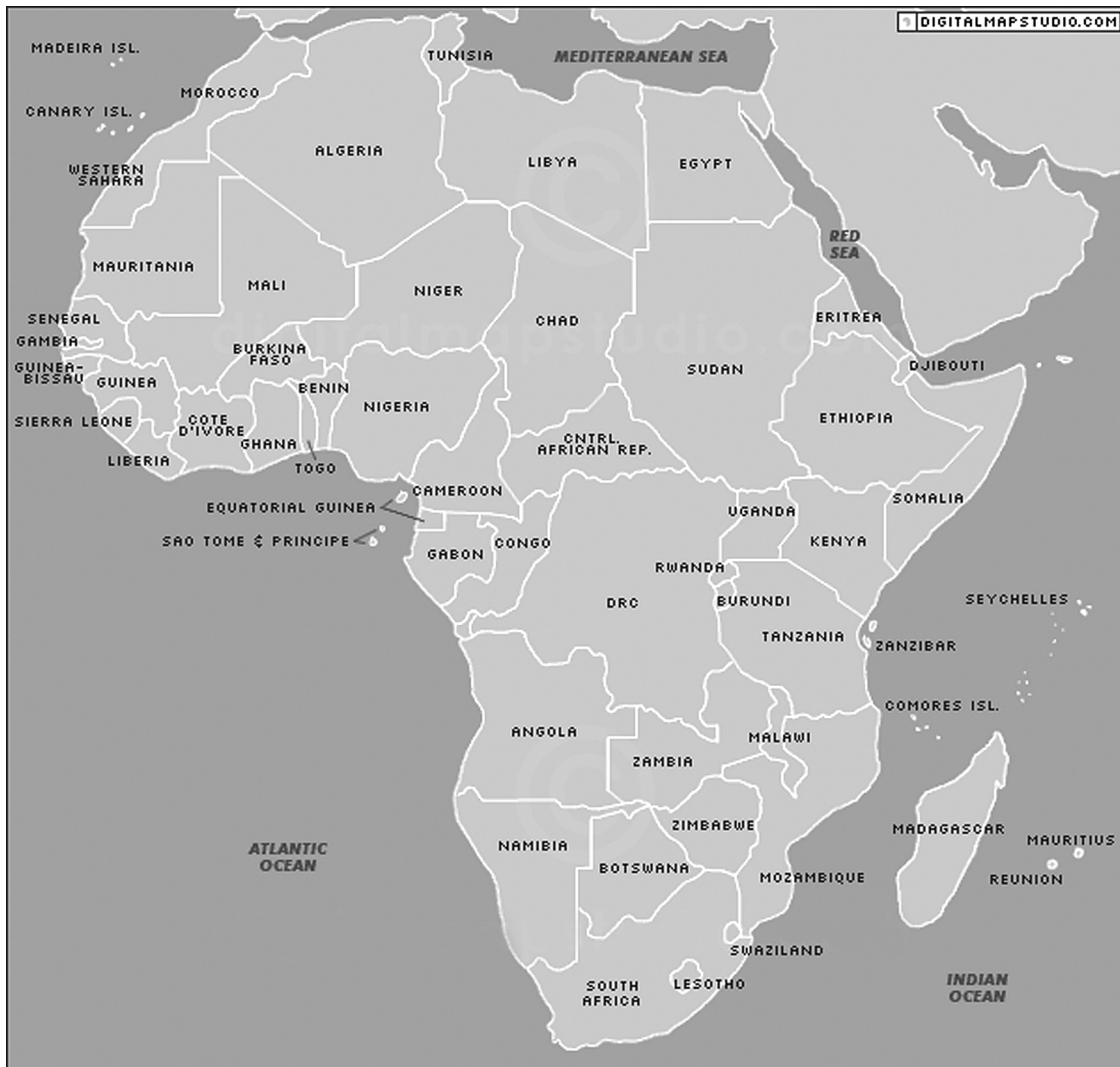 DIGITALMAPSTUDIO.COM
MADEIRA ISL.
TUNISIA
MEDITERRANEAN SEA
MOROCCO
CANARY ISL.
ALGERIA
LIBYA
EGYPT
WESTERN
SAHARA
RED
SEA
MAURITANIA
MALI
NIGER
CHAD
ERITREA
SENEGAL
digitalmapstudio.com
GAMBIA
BURKINA
FASO
SUDAN
DJIBOUTI
GUINEA-
BISSAU
GUINEA
BENIN
NIGERIA
ETHIOPIA
SIERRA LEONE
COTE
D'IVORE
GHANA
CNTRL.
AFRICAN REP.
LIBERIA
TOGO
CAMEROON
SOMALIA
EQUATORIAL GUINEA
UGANDA
SAO TOME & PRINCIPE
GABON
CONGO
KENYA
RWANDA
DRC
BURUNDI
SEYCHELLES
TANZANIA
ZANZIBAR
COMORES ISL.
ANGOLA
MALAWI
ZAMBIA
ZIMBABWE
MADAGASCAR
MAURITIUS
NAMIBIA
ATLANTIC
OCEAN
BOTSWANA
MOZAMBIQUE
REUNION
SWAZILAND
LESOTHO
SOUTH
AFRICA
INDIAN
OCEAN